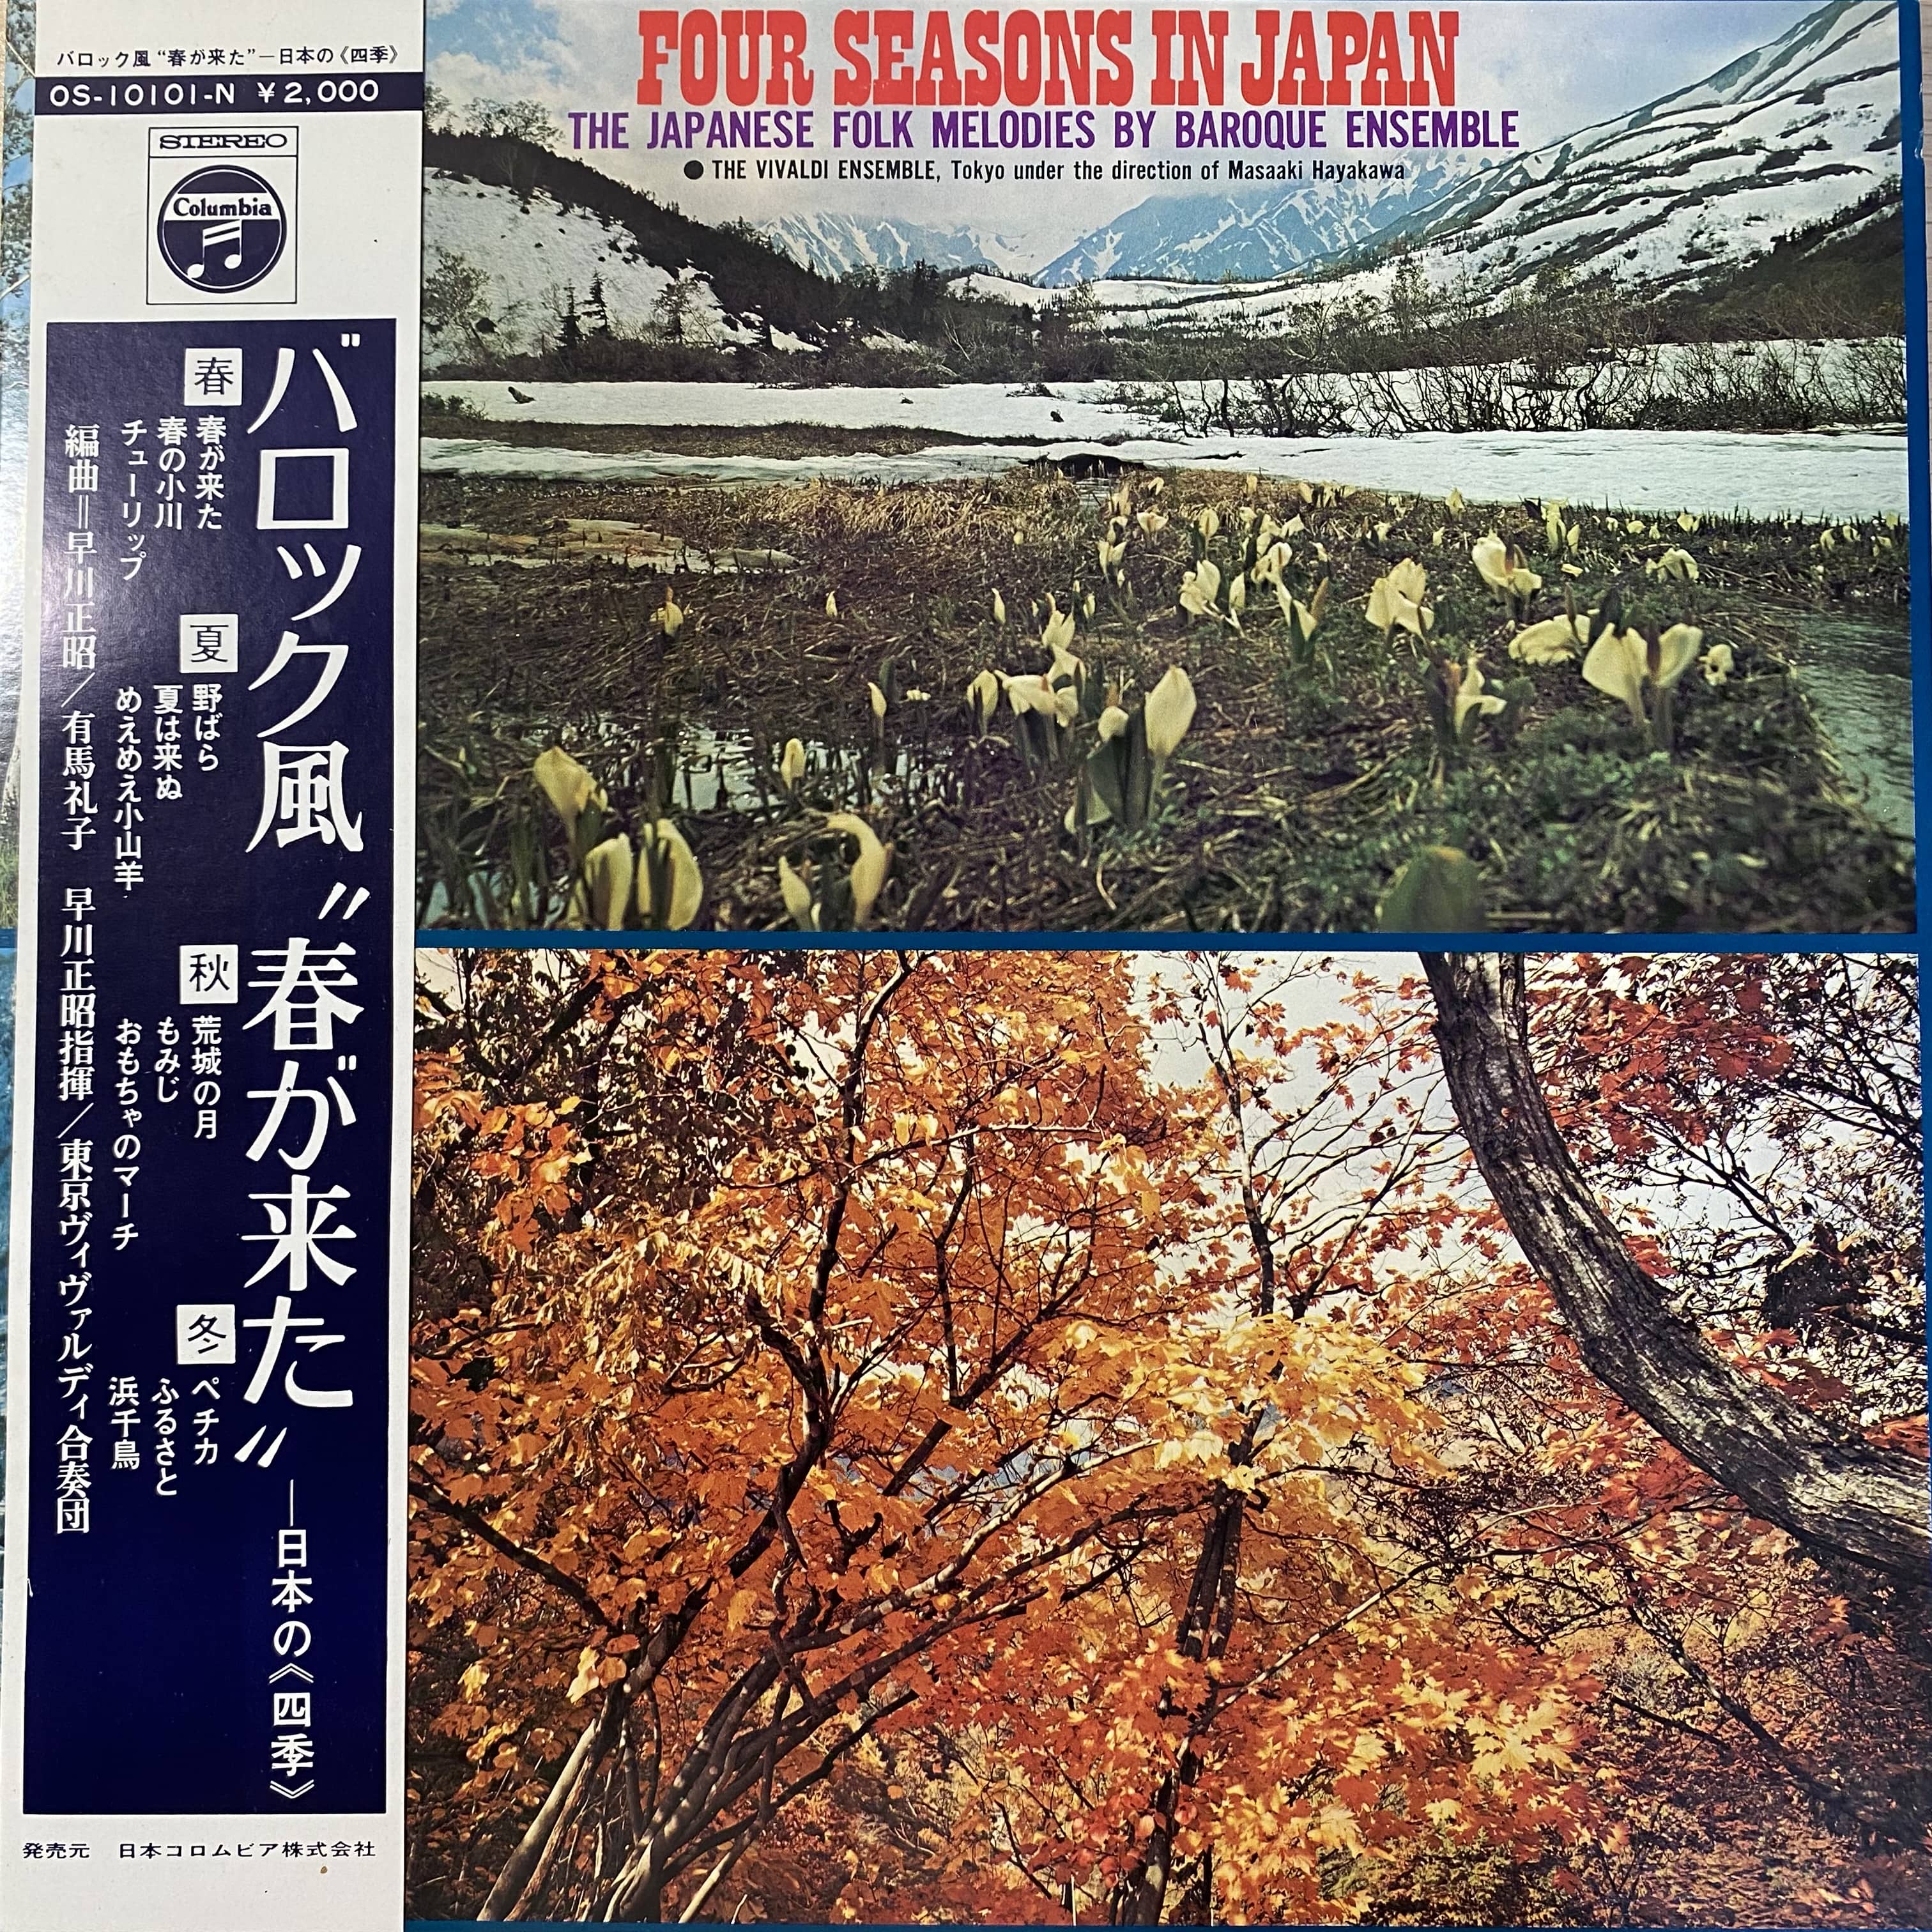 バロック風“春が来た”―日本の《四季》
OS-10101-N ¥2,000
STEREO
Columbia
バロック風〝春が来た〟―日本の《四季》
春
春が来た
春の小川
チューリップ
夏
野ばら
夏は来ぬ
めえめえ小山羊
秋
荒城の月
もみじ
おもちゃのマーチ
冬
ペチカ
ふるさと
浜千鳥
編曲=早川正昭/有馬礼子 早川正昭指揮/東京ヴィヴァルディ合奏団
発売元 日本コロムビア株式会社
FOUR SEASONS IN JAPAN
THE JAPANESE FOLK MELODIES BY BAROQUE ENSEMBLE
● THE VIVALDI ENSEMBLE, Tokyo under the direction of Masaaki Hayakawa